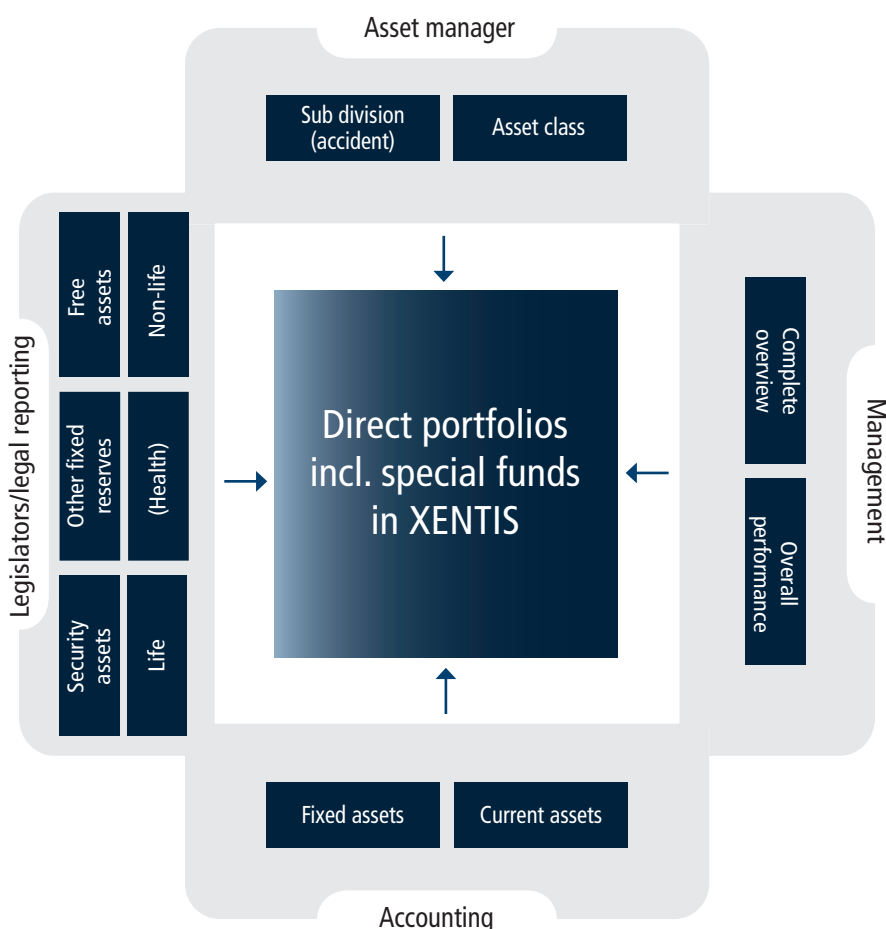 Asset manager
Sub division
(accident)
Asset class
Legislators/legal reporting
Free
assets
Non-life
Other fixed
reserves
(Health)
Security
assets
Life
Direct portfolios
incl. special funds
in XENTIS
Complete
overview
Overall
performance
Management
Fixed assets
Current assets
Accounting